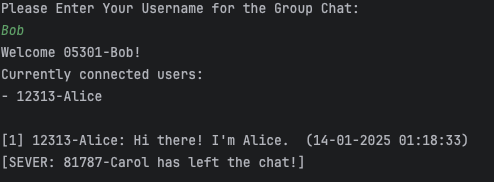 Please Enter Your Username for the Group Chat:
Bob
Welcome 05301-Bob!
Currently connected users:
- 12313-Alice
[1] 12313-Alice: Hi there! I'm Alice.  (14-01-2025 01:18:33)
[SEVER: 81787-Carol has left the chat!]